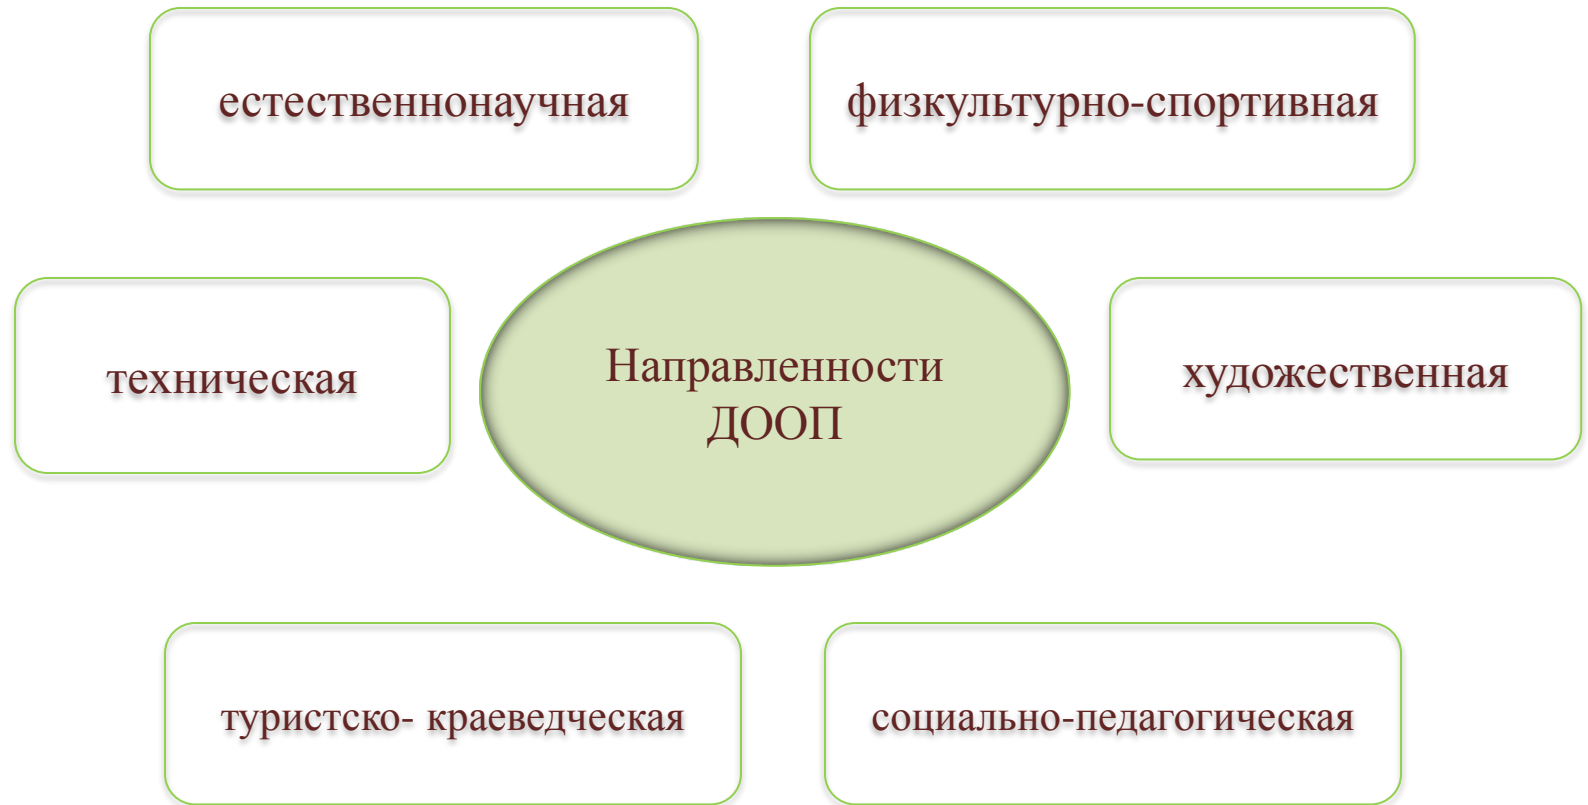 естественнонаучная
физкультурно-спортивная
техническая
Направленности
ДООП
художественная
туристско- краеведческая
социально-педагогическая